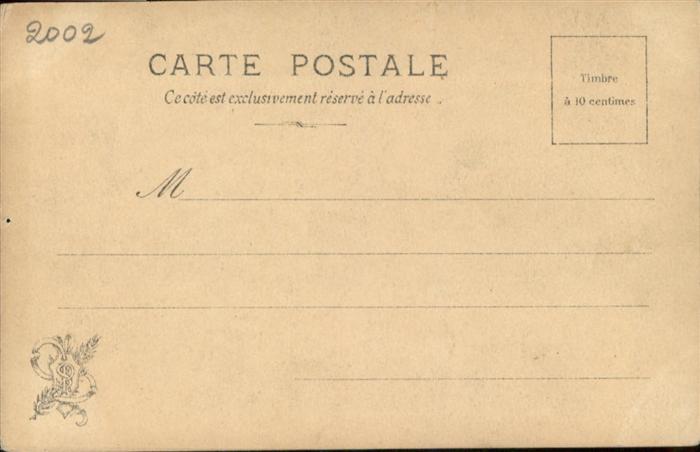 2002
CARTE POSTALE
Timbre
à 10 centimes
Ce côté est exclusivement réservé à l'adresse.
M